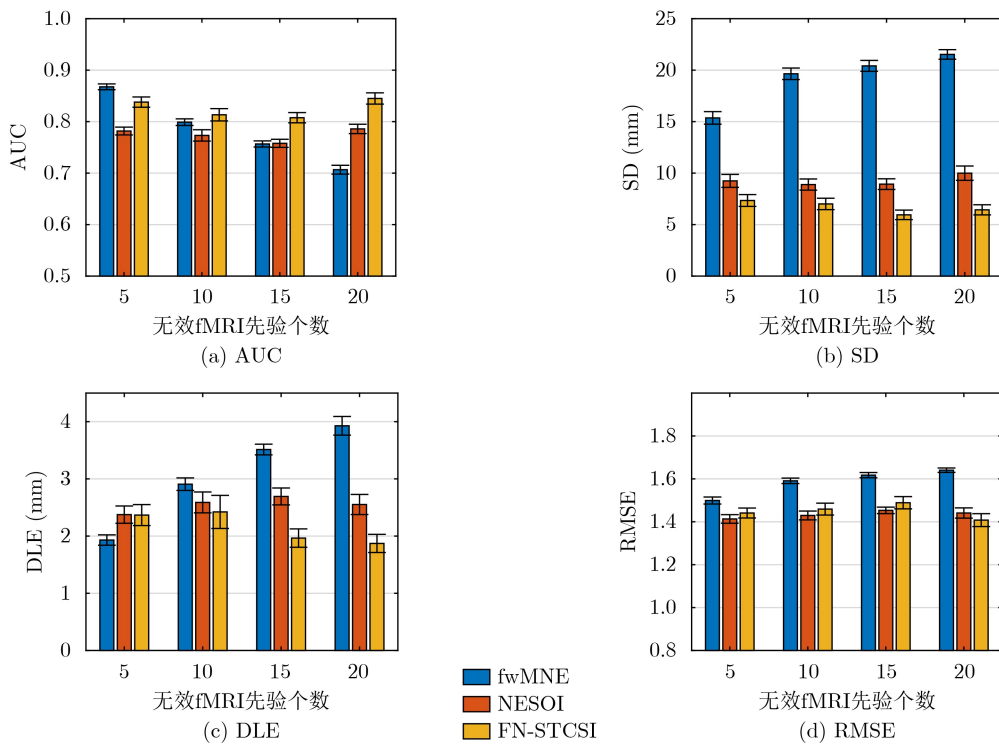 1.0
0.9
0.8
0.7
0.6
0.5
AUC
5 10 15 20
无效fMRI先验个数
(a) AUC
25
20
15
10
5
0
SD (mm)
5 10 15 20
无效fMRI先验个数
(b) SD
4
3
2
1
0
DLE (mm)
5 10 15 20
无效fMRI先验个数
(c) DLE
fwMNE
NESOI
FN-STCSI
1.8
1.6
1.4
1.2
1.0
0.8
RMSE
5 10 15 20
无效fMRI先验个数
(d) RMSE